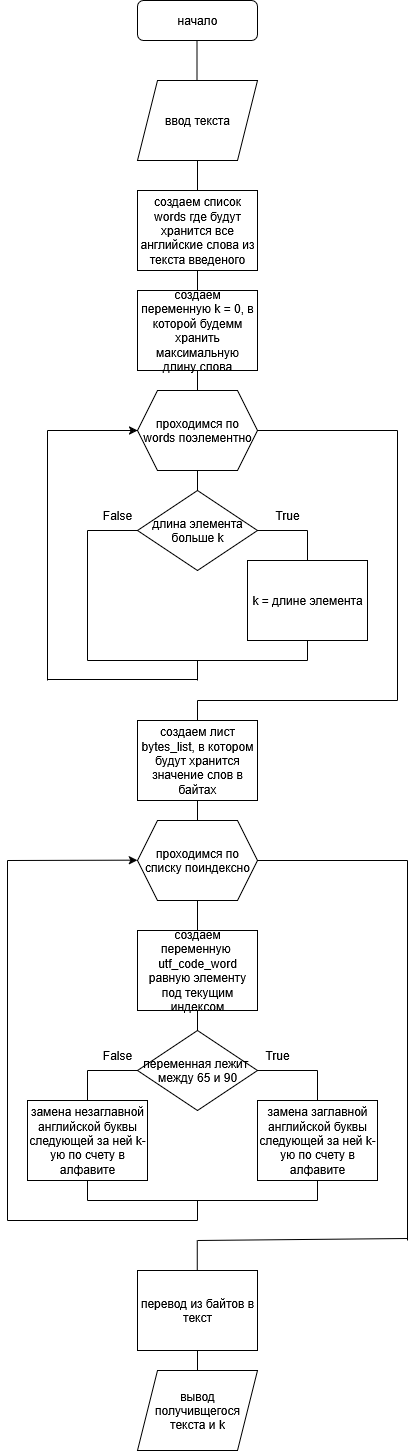 начало
ввод текста
создаем список
words где будут
хранится все
английские слова из
текста введеного
создаем
переменную k = 0, в
которой будемм
хранить
максимальную
длину слова
проходимся по
words поэлементно
False
длина элемента
больше k
True
k = длине элемента
создаем лист
bytes_list, в котором
будут хранится
значение слов в
байтах
проходимся по
списку поиндексно
создаем
переменную
utf_code_word
равную элементу
под текущим
индексом
False
переменная лежит
между 65 и 90
True
замена незаглавной
английской буквы
следующей за ней k-
ую по счету в
алфавите
замена заглавной
английской буквы
следующей за ней k-
ую по счету в
алфавите
перевод из байтов в
текст
вывод
получившегося
текста и k